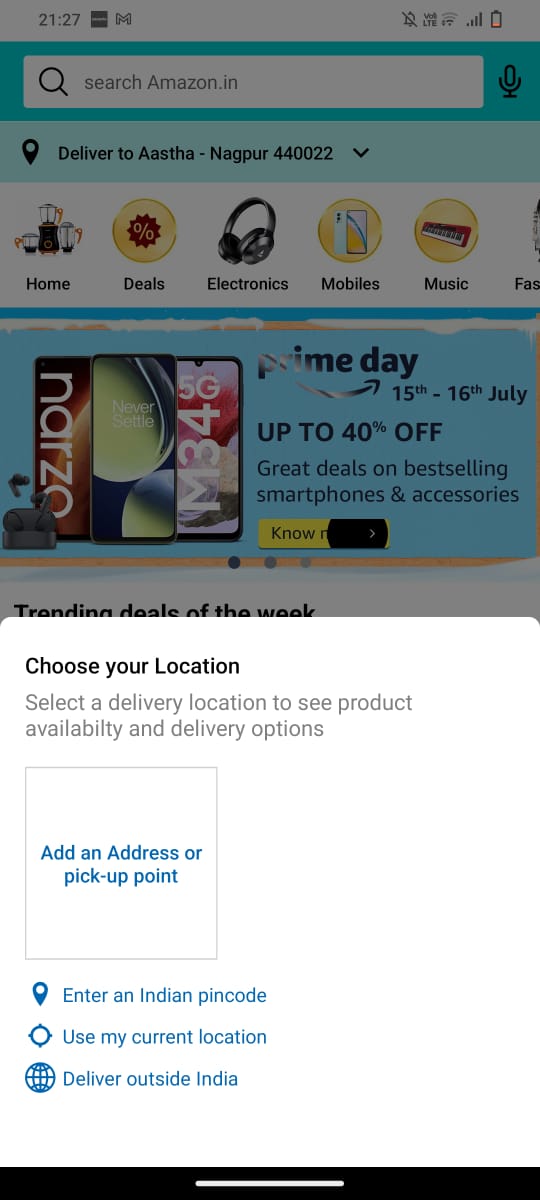 21:27
VoD LTE
search Amazon.in
Deliver to Aastha - Nagpur 440022
%
Home
Deals
Electronics
Mobiles
Music
Fas
narzo
Never
Settle
5G
M34
prime day
15th - 16th July
UP TO 40% OFF
Great deals on bestselling
smartphones & accessories
Know
Trending deals of the week
Choose your Location
Select a delivery location to see product
availabilty and delivery options
Add an Address or
pick-up point
Enter an Indian pincode
Use my current location
Deliver outside India